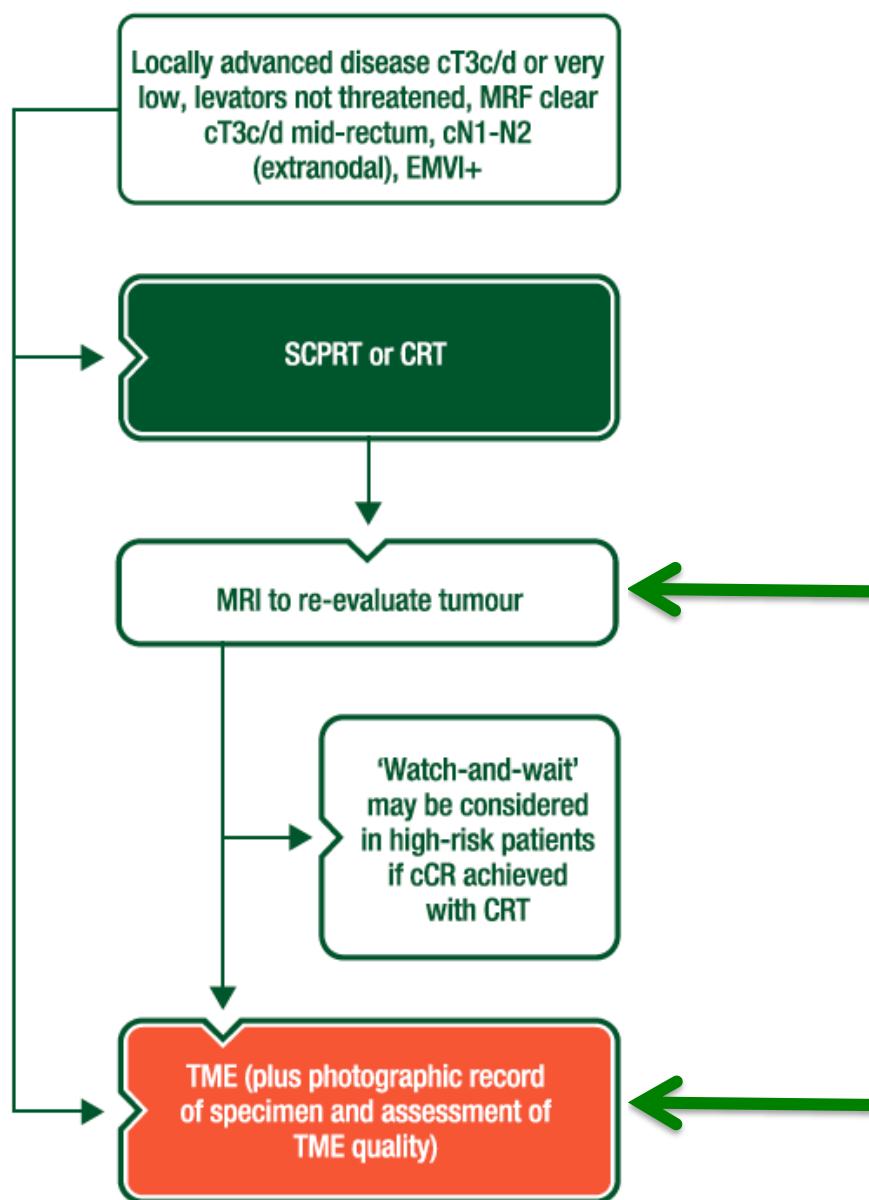 Locally advanced disease cT3c/d or very
low, levators not threatened, MRF clear
cT3c/d mid-rectum, cN1-N2
(extranodal), EMVI+
SCPRT or CRT
MRI to re-evaluate tumour
‘Watch-and-wait’
may be considered
in high-risk patients
if cCR achieved
with CRT
TME (plus photographic record
of specimen and assessment of
TME quality)